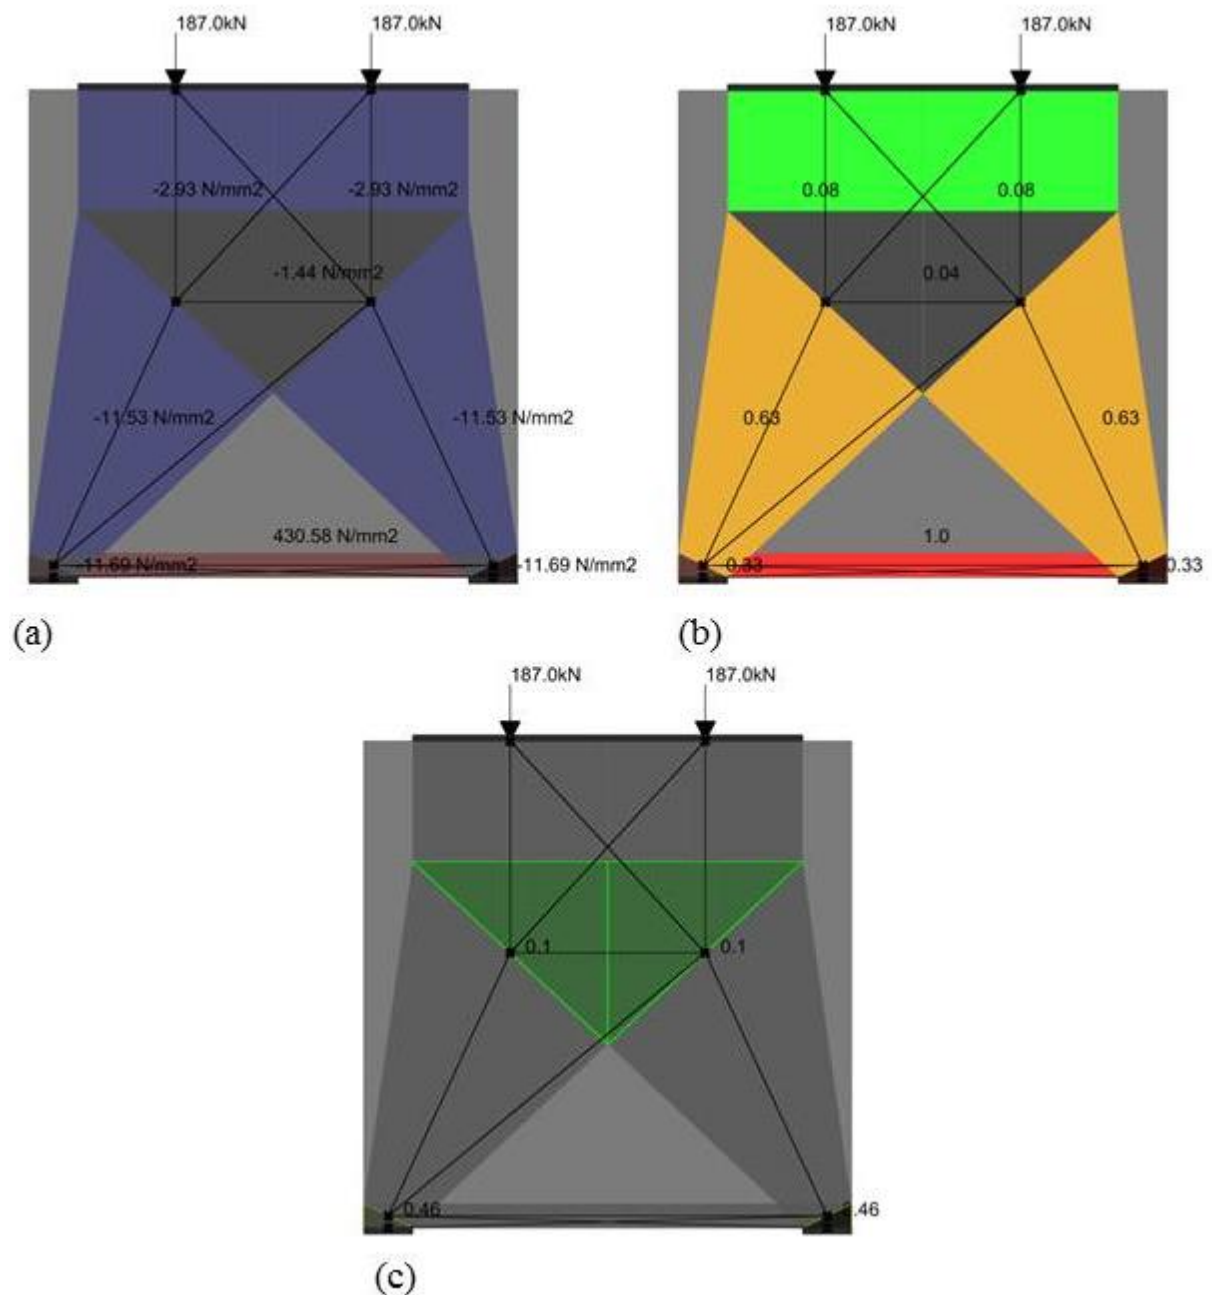 187.0kN 187.0kN 187.0kN 187.0kN
-2.93 N/mm2 -2.93 N/mm2 0.08 0.08
-1.44 N/mm2 0.04
-11.53 N/mm2 -11.53 N/mm2 0.63 0.63
430.58 N/mm2 1.0
-11.69 N/mm2 -11.69 N/mm2 0.33 0.33
(a) (b)
187.0kN 187.0kN
0.1 0.1
0.46 0.46
(c)